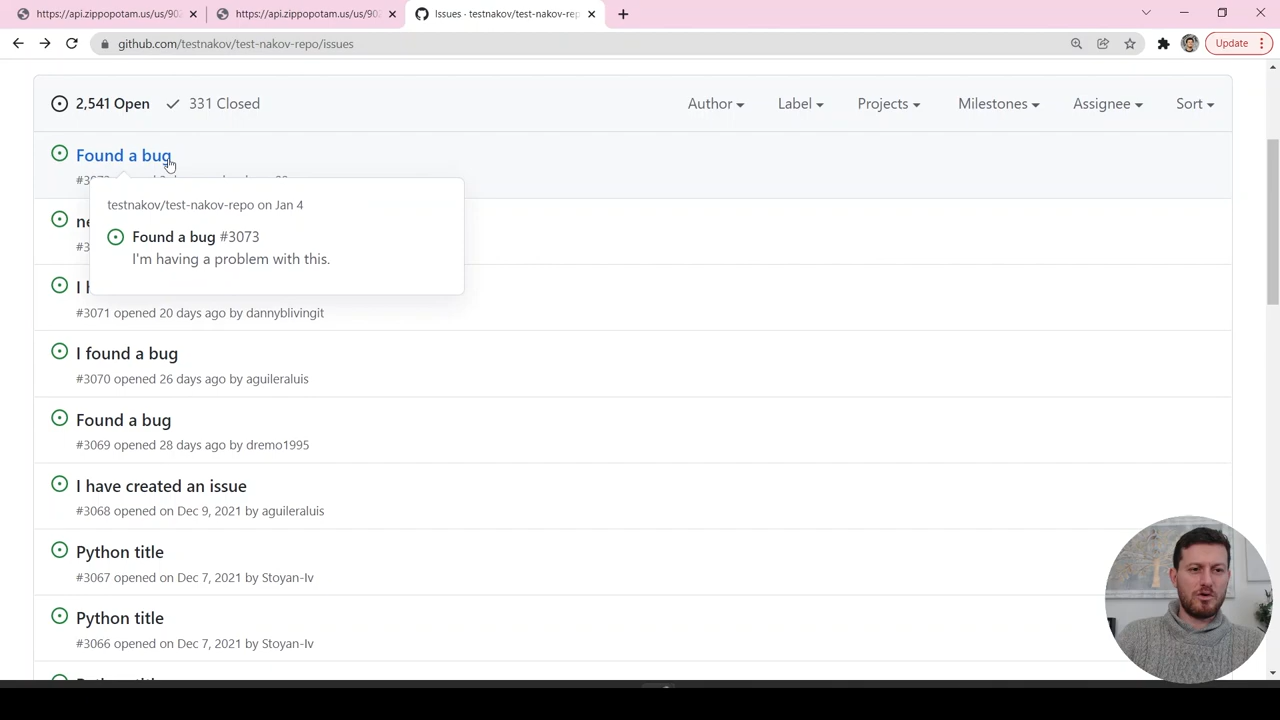 https://api.zippopotam.us/us/902
https://api.zippopotam.us/us/902
Issues · testnakov/test-nakov-rep
github.com/testnakov/test-nakov-repo/issues
Update
2,541 Open
331 Closed
Author
Label
Projects
Milestones
Assignee
Sort
Found a bug
testnakov/test-nakov-repo on Jan 4
Found a bug #3073
I'm having a problem with this.
#3071 opened 20 days ago by dannyblivingit
I found a bug
#3070 opened 26 days ago by aguileraluis
Found a bug
#3069 opened 28 days ago by dremo1995
I have created an issue
#3068 opened on Dec 9, 2021 by aguileraluis
Python title
#3067 opened on Dec 7, 2021 by Stoyan-Iv
Python title
#3066 opened on Dec 7, 2021 by Stoyan-Iv